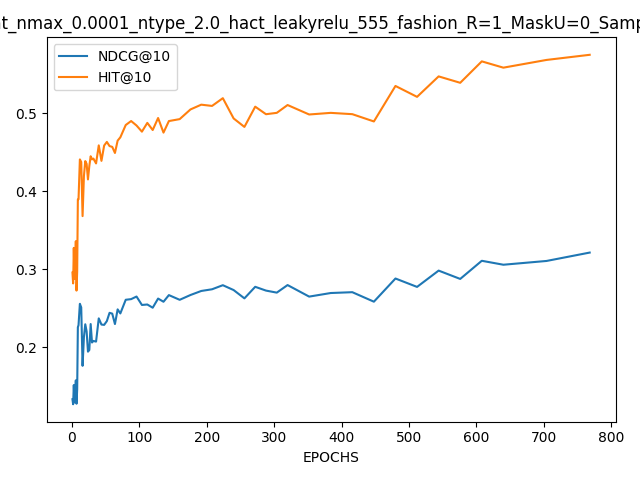 t_nmax_0.0001_ntype_2.0_hact_leakyrelu_555_fashion_R=1_MaskU=0_Samp
NDCG@10
HIT@10
0.5
0.4
0.3
0.2
0 100 200 300 400 500 600 700 800
EPOCHS